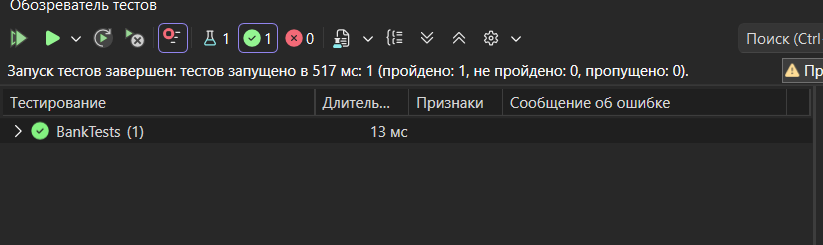 Обозреватель тестов
1 1 0 Поиск (Ctrl+
Запуск тестов завершен: тестов запущено в 517 мс: 1 (пройдено: 1, не пройдено: 0, пропущено: 0). Пр
Тестирование Длитель... Признаки Сообщение об ошибке
BankTests (1) 13 мс